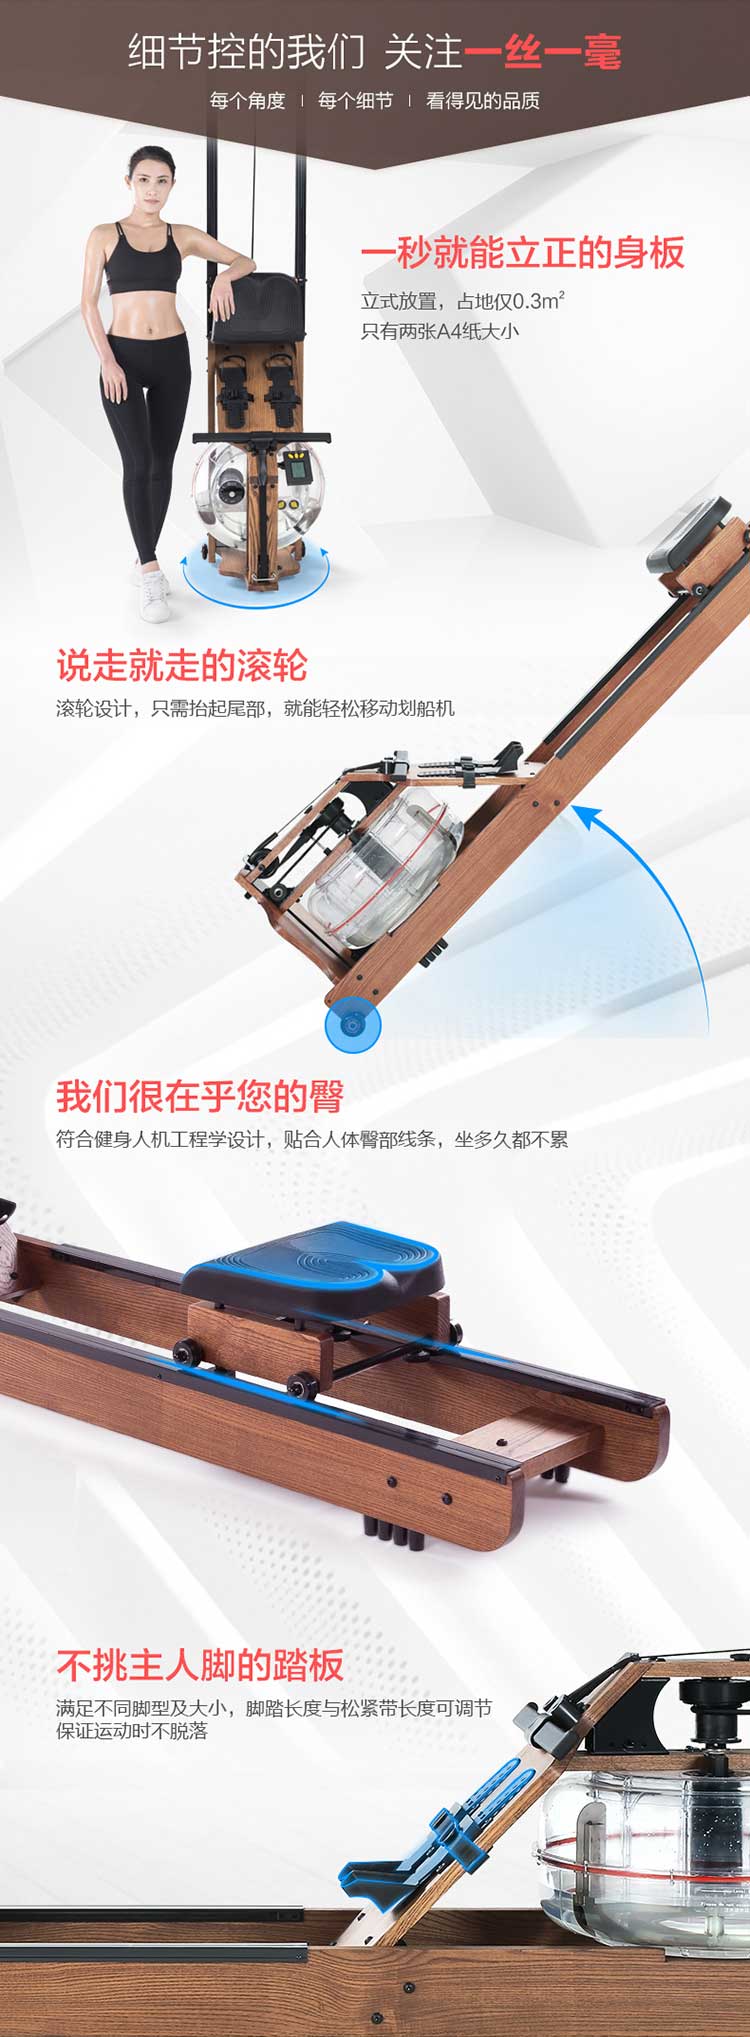 细节控的我们 关注一丝一毫
每个角度 | 每个细节 | 看得见的品质
一秒就能立正的身板
立式放置，占地仅0.3m²
只有两张A4纸大小
说走就走的滚轮
滚轮设计，只需抬起尾部，就能轻松移动划船机
我们很在乎您的臀
符合健身人机工程学设计，贴合人体臀部线条，坐多久都不累
不挑主人脚的踏板
满足不同脚型及大小，脚踏长度与松紧带长度可调节
保证运动时不脱落